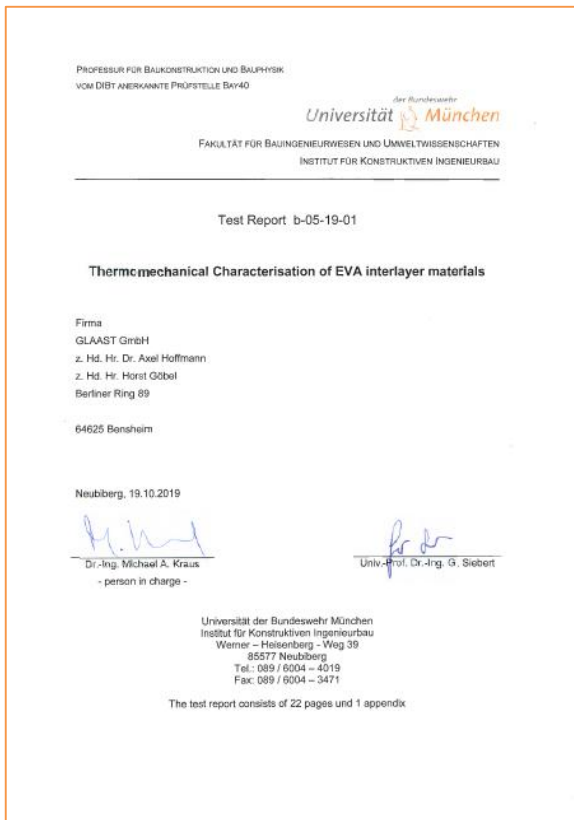 PROFESSUR FÜR BAUKONSTRUKTION UND BAUPHYSIK
VOM DIBT ANERKANNTE PRÜFSTELLE BAY40
der Bundeswehr
Universität München
FAKULTÄT FÜR BAUINGENIEURWESEN UND UMWELTWISSENSCHAFTEN
INSTITUT FÜR KONSTRUKTIVEN INGENIEURBAU
Test Report b-05-19-01
Thermomechanical Characterisation of EVA interlayer materials
Firma
GLAAST GmbH
z. Hd. Hr. Dr. Axel Hoffmann
z. Hd. Hr. Horst Göbel
Berliner Ring 89
64625 Bensheim
Neubiberg, 19.10.2019
Dr.-Ing. Michael A. Kraus
Univ.-Prof. Dr.-Ing. G. Siebert
- person in charge -
Universität der Bundeswehr München
Institut für Konstruktiven Ingenieurbau
Werner – Heisenberg - Weg 39
85577 Neubiberg
Tel.: 089 / 6004 – 4019
Fax: 089 / 6004 – 3471
The test report consists of 22 pages und 1 appendix